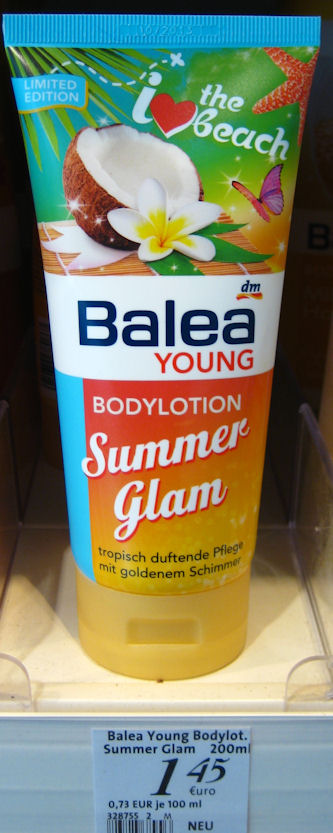 LIMITED
EDITION
i the
beach
dm
Balea
YOUNG
BODYLOTION
Summer
Glam
tropisch duftende Pflege
mit goldenem Schimmer
Balea Young Bodylot.
Summer Glam 200ml
1 45
€uro
0,73 EUR je 100 ml
328755 2 M
NEU